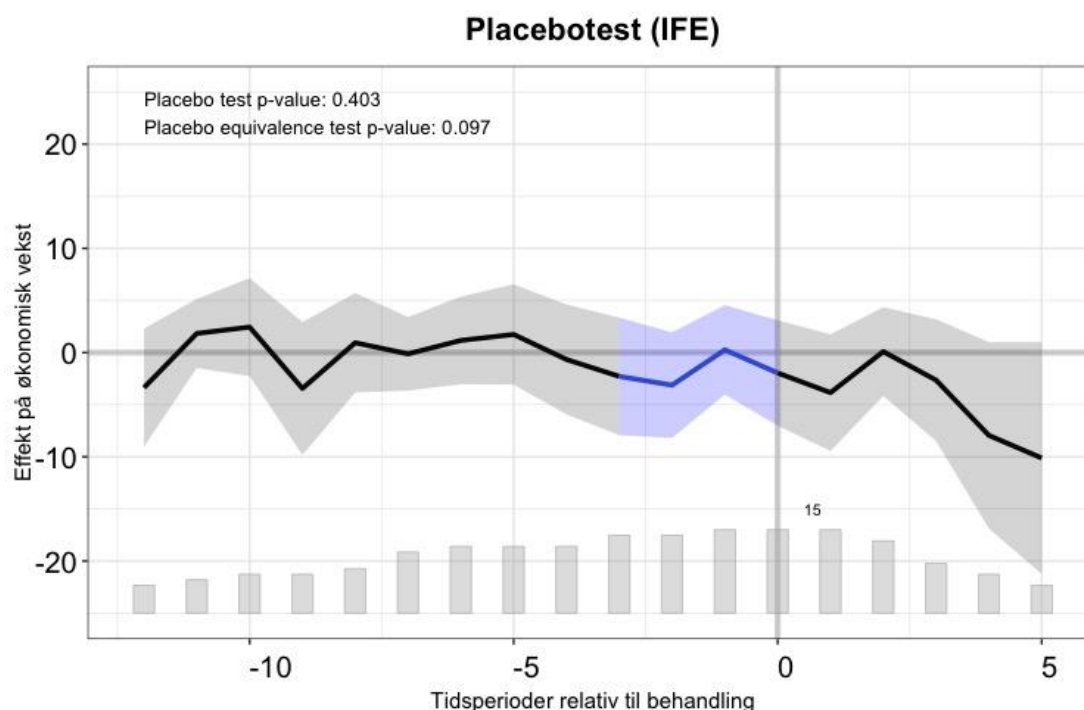 Placebotest (IFE)
Placebo test p-value: 0.403
Placebo equivalence test p-value: 0.097
20
10
0
-10
-20
Effekt på økonomisk vekst
15
-10
-5
0
5
Tidsperioder relativ til behandling